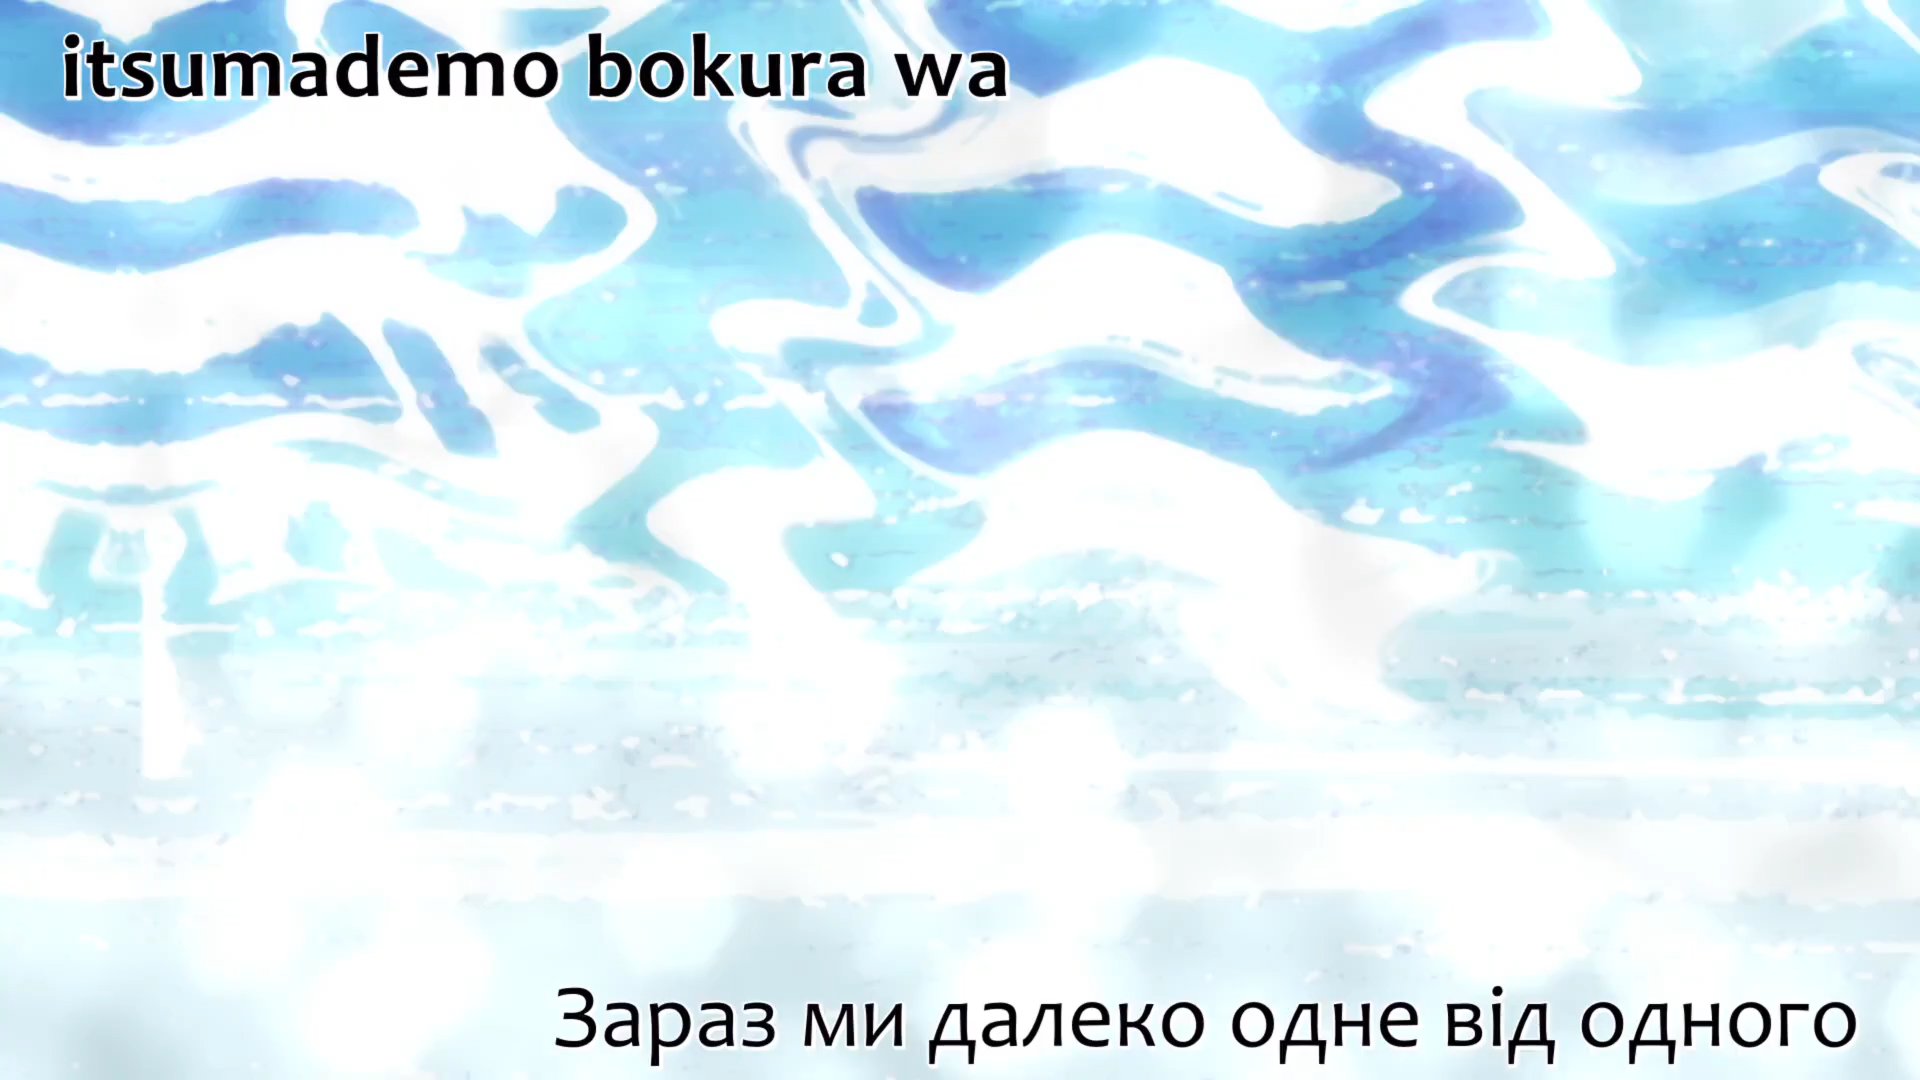 itsumademo bokura wa
Зараз ми далеко одне від одного